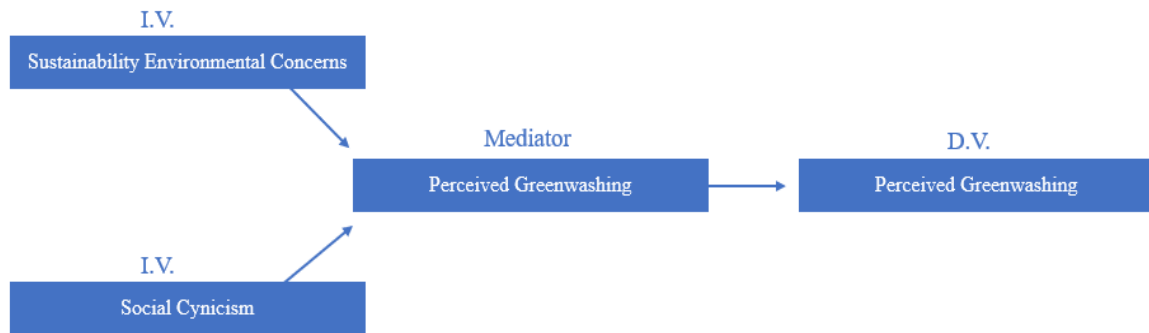 I.V.
Sustainability Environmental Concerns
Mediator
Perceived Greenwashing
D.V.
Perceived Greenwashing
I.V.
Social Cynicism